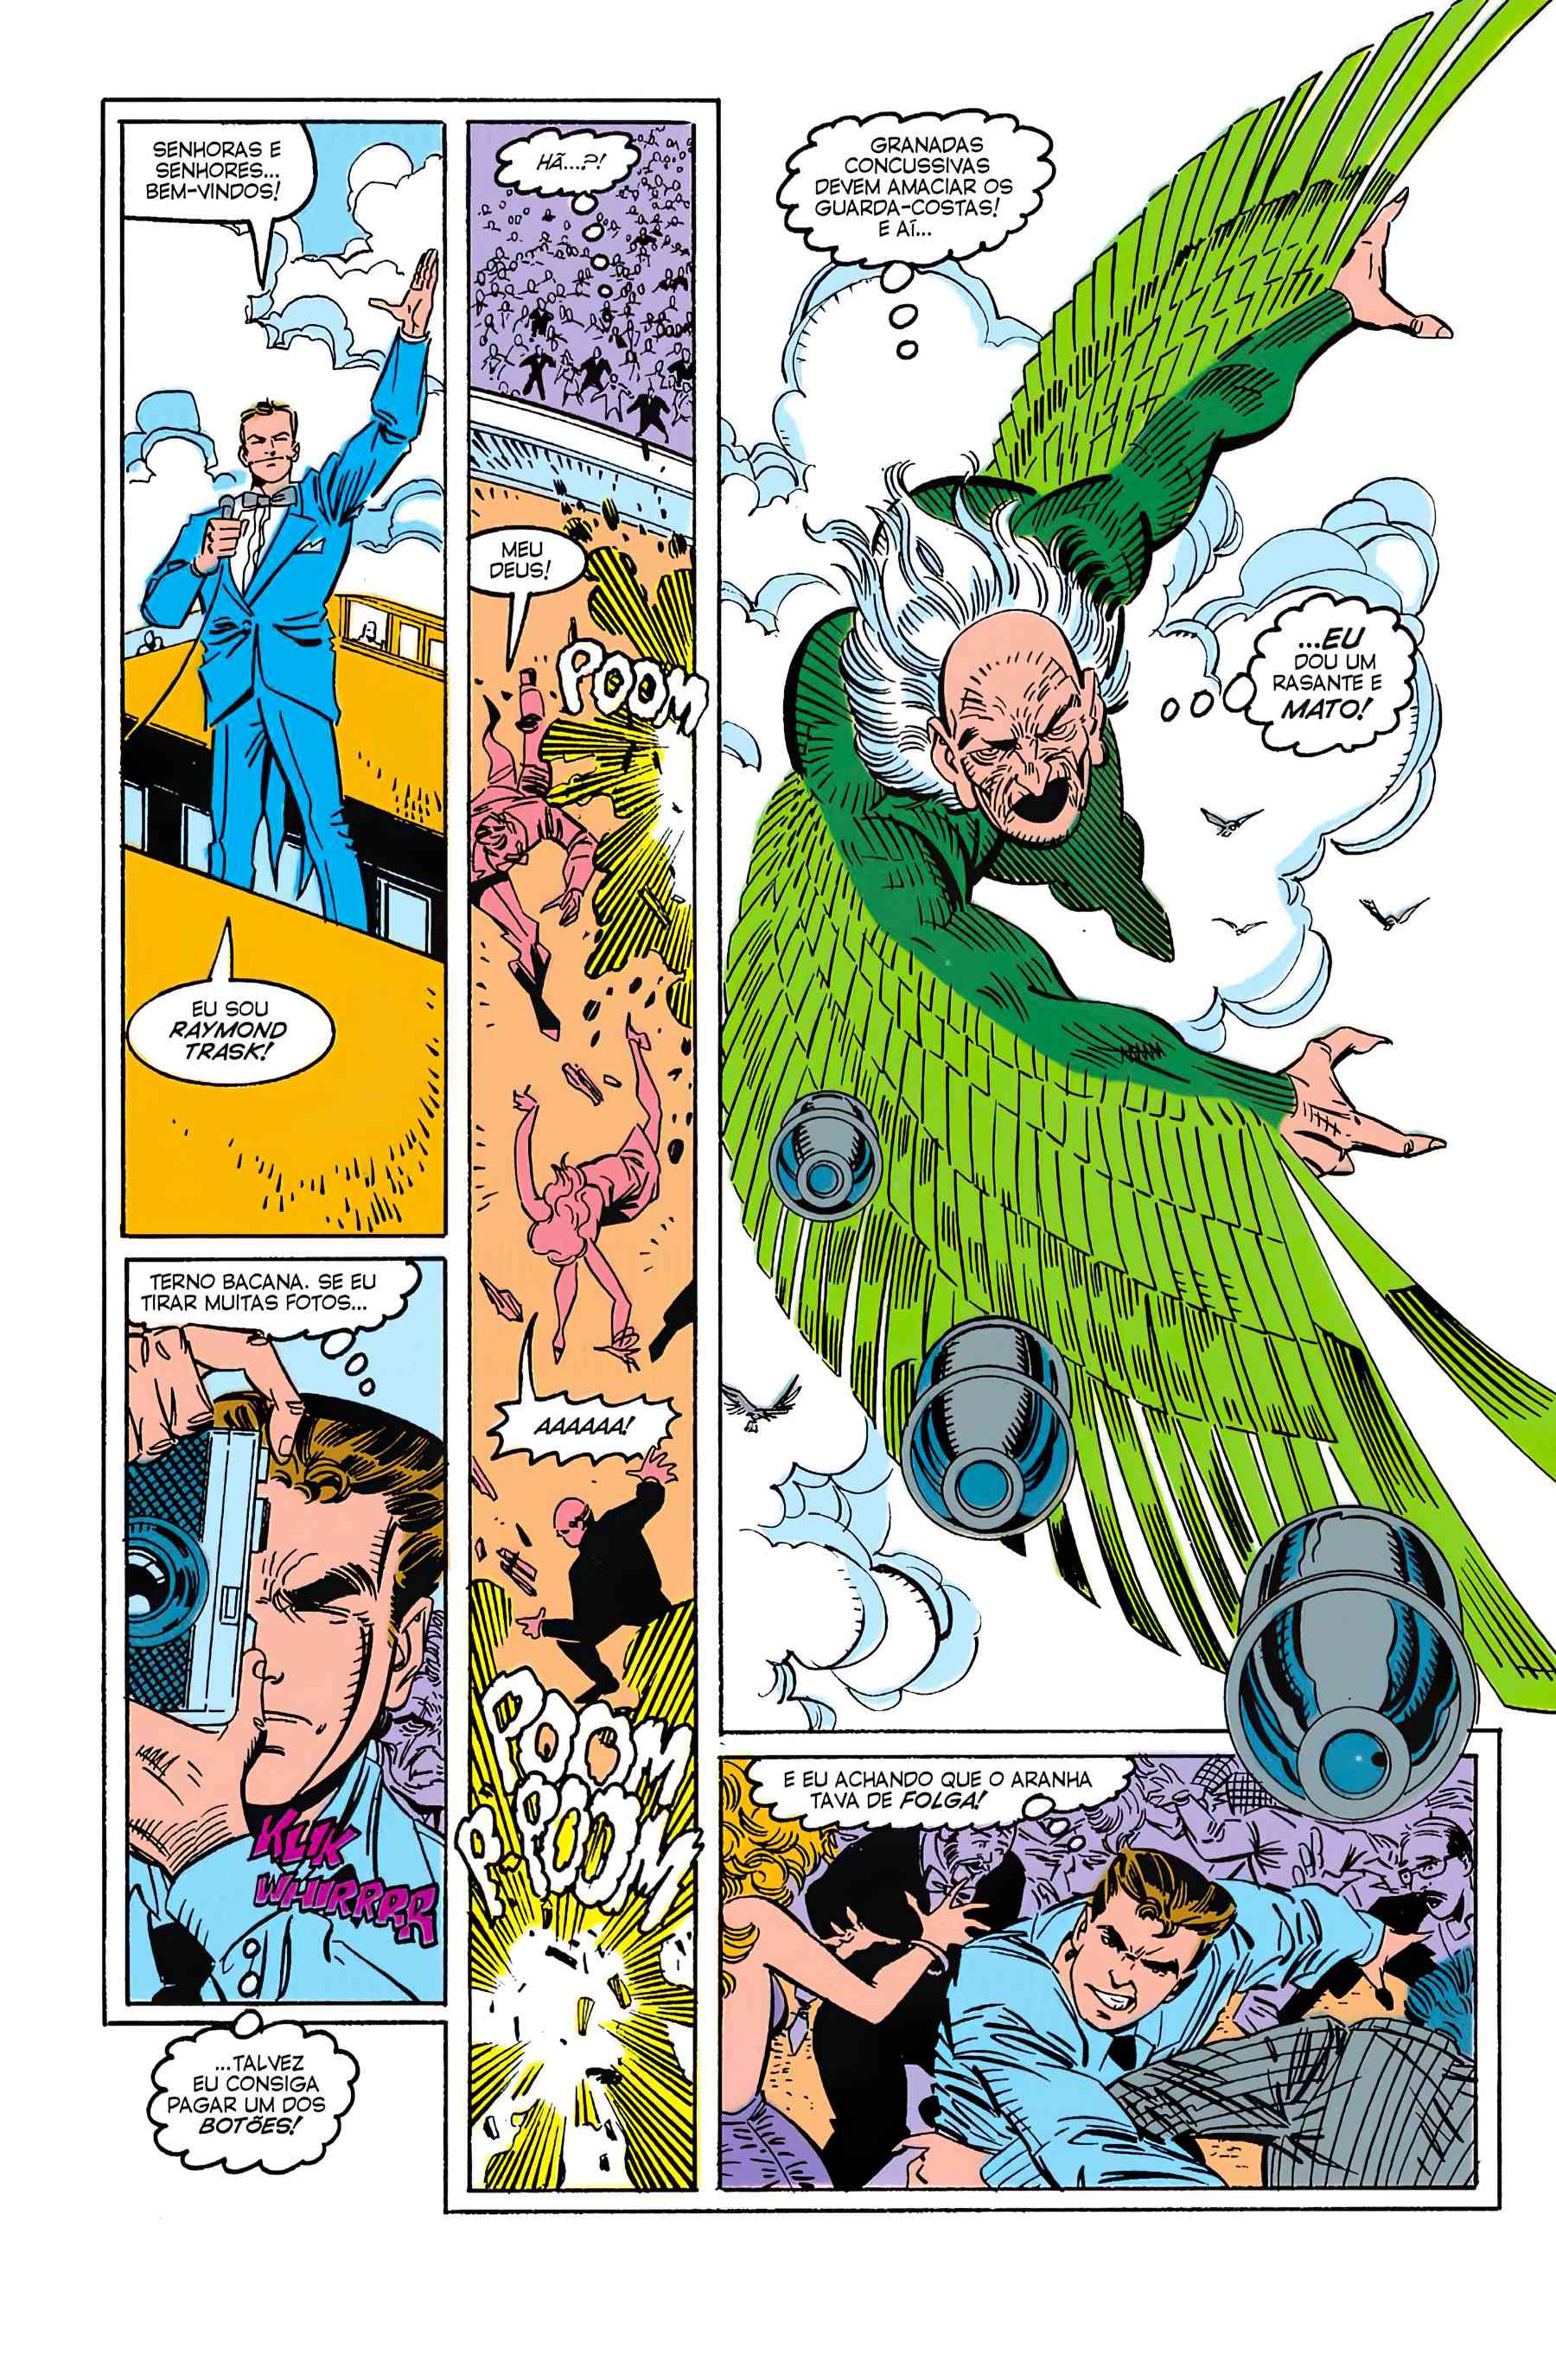 SENHORAS E
SENHORES...
BEM-VINDOS!
EU SOU
RAYMOND
TRASK!
TERNO BACANA. SE EU
TIRAR MUITAS FOTOS...
KLIK
WHIRRRR
...TALVEZ
EU CONSIGA
PAGAR UM DOS
BOTÕES!
HÃ...?!
MEU
DEUS!
POOM
AAAAAA!
POOM
P-POOM
GRANADAS
CONCUSSIVAS
DEVEM AMACIAR OS
GUARDA-COSTAS!
E AÍ...
...EU
DOU UM
RASANTE E
MATO!
E EU ACHANDO QUE O ARANHA
TAVA DE FOLGA!